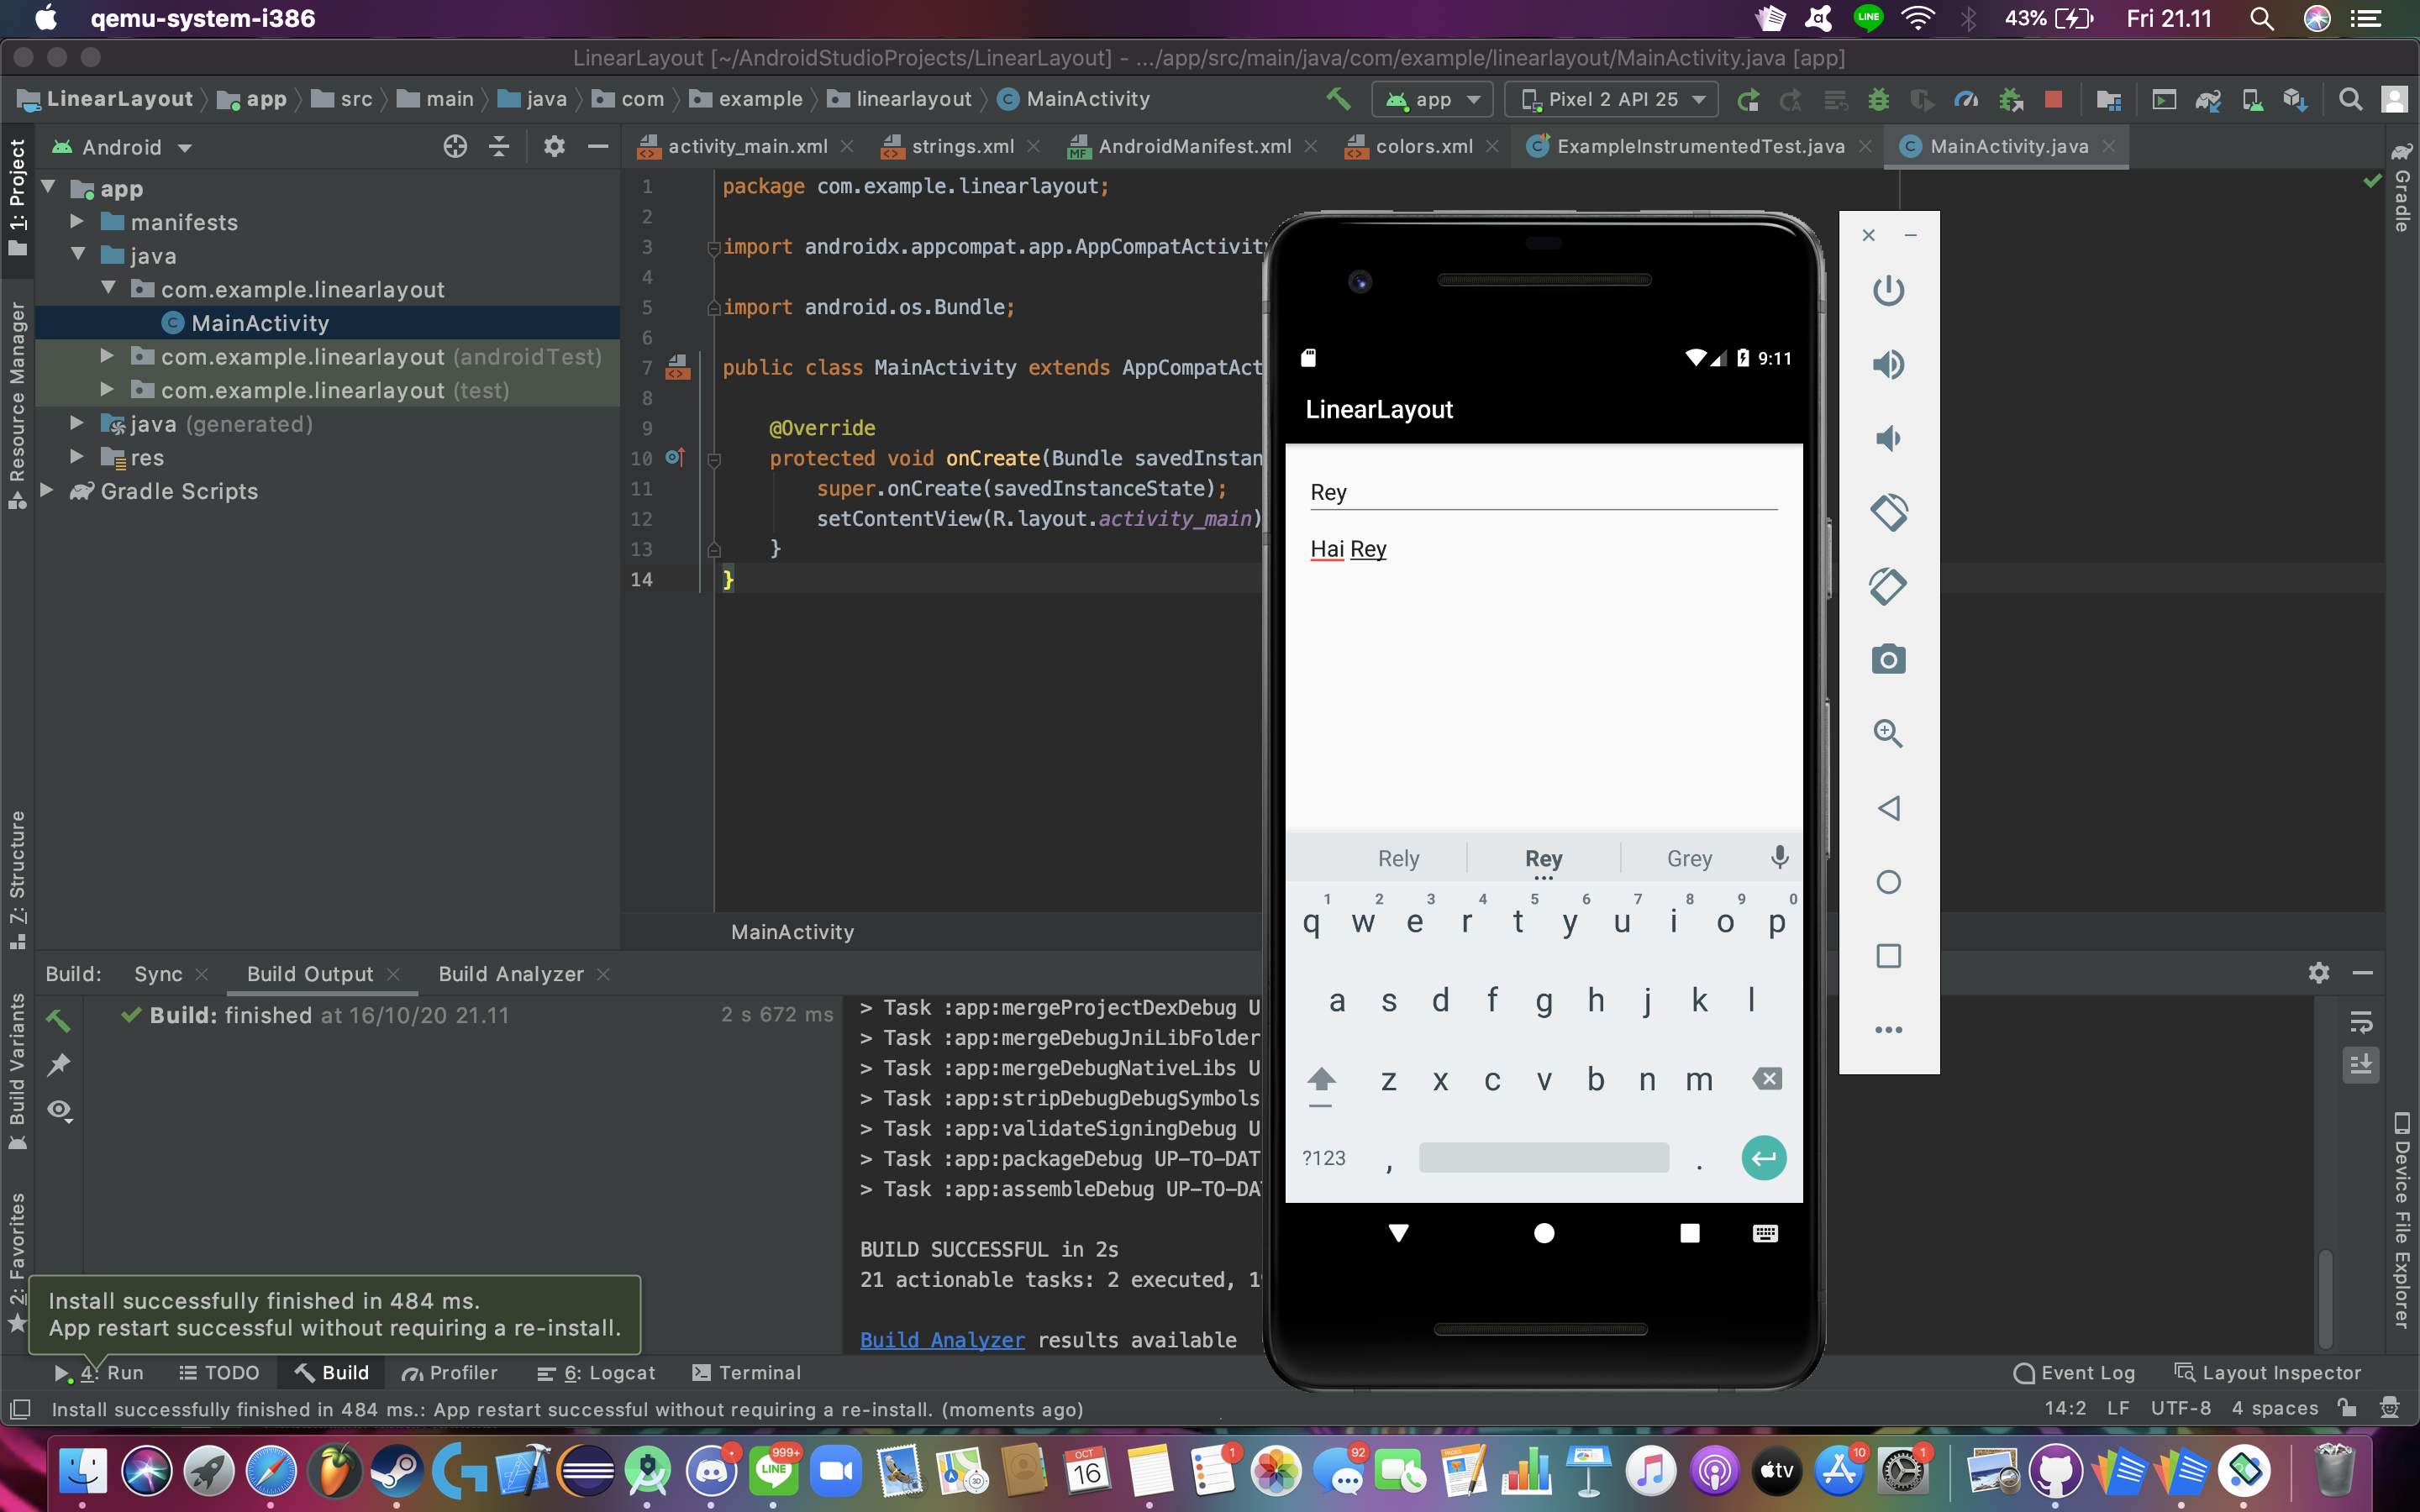 qemu-system-i386
LINE
43%
Fri 21.11
LinearLayout [~/AndroidStudioProjects/LinearLayout] - .../app/src/main/java/com/example/linearlayout/MainActivity.java [app]
LinearLayout app src main java com example linearlayout MainActivity
app
Pixel 2 API 25
1: Project
Resource Manager
7: Structure
Build Variants
2: Favorites
Android
app
manifests
java
com.example.linearlayout
MainActivity
com.example.linearlayout (androidTest)
com.example.linearlayout (test)
java (generated)
res
Gradle Scripts
activity_main.xml
strings.xml
MF
AndroidManifest.xml
colors.xml
ExampleInstrumentedTest.java
MainActivity.java
Gradle
Device File Explorer
1 package com.example.linearlayout;
2
3 import androidx.appcompat.app.AppCompatActivity
4
5 import android.os.Bundle;
6
7 public class MainActivity extends AppCompatAct
8
9 @Override
10 protected void onCreate(Bundle savedInstan
11 super.onCreate(savedInstanceState);
12 setContentView(R.layout.activity_main)
13 }
14 }
MainActivity
9:11
LinearLayout
Rey
Hai Rey
Rely Rey Grey
1 2 3 4 5 6 7 8 9 0
q w e r t y u i o p
a s d f g h j k l
z x c v b n m
?123 , .
Build: Sync Build Output Build Analyzer
Build: finished at 16/10/20 21.11
2 s 672 ms
> Task :app:mergeProjectDexDebug U
> Task :app:mergeDebugJniLibFolder
> Task :app:mergeDebugNativeLibs U
> Task :app:stripDebugDebugSymbols
> Task :app:validateSigningDebug U
> Task :app:packageDebug UP-TO-DAT
> Task :app:assembleDebug UP-TO-DA
BUILD SUCCESSFUL in 2s
21 actionable tasks: 2 executed, 1
Build Analyzer results available
Install successfully finished in 484 ms.
App restart successful without requiring a re-install.
4: Run TODO Build Profiler 6: Logcat Terminal
Event Log Layout Inspector
Install successfully finished in 484 ms.: App restart successful without requiring a re-install. (moments ago)
14:2 LF UTF-8 4 spaces
LINE
999+
OCT
16
1
92
PAGES
tv
10
1